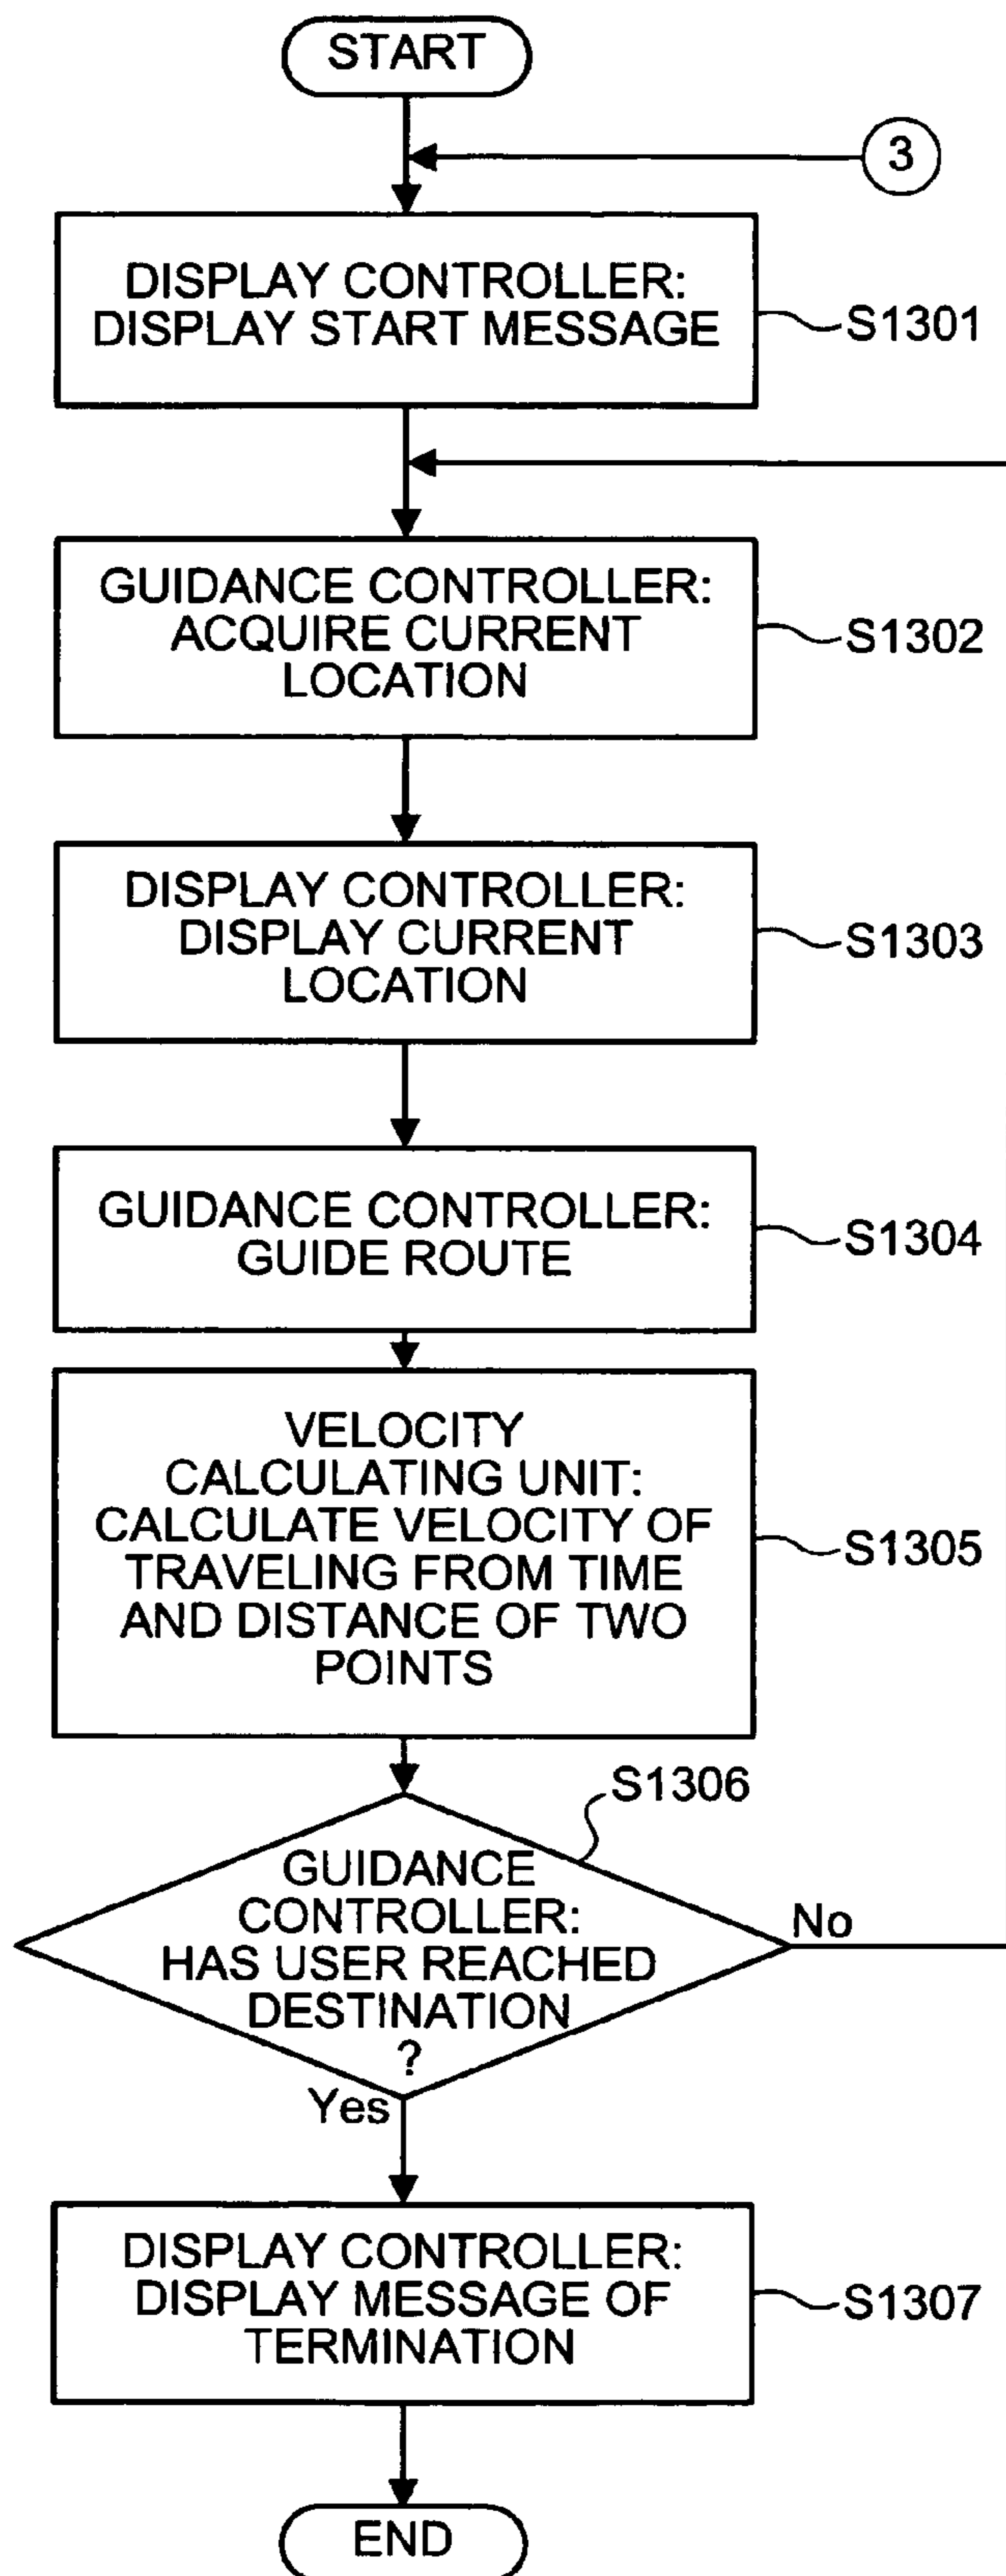 START
3
DISPLAY CONTROLLER:
DISPLAY START MESSAGE
S1301
GUIDANCE CONTROLLER:
ACQUIRE CURRENT
LOCATION
S1302
DISPLAY CONTROLLER:
DISPLAY CURRENT
LOCATION
S1303
GUIDANCE CONTROLLER:
GUIDE ROUTE
S1304
VELOCITY
CALCULATING UNIT:
CALCULATE VELOCITY OF
TRAVELING FROM TIME
AND DISTANCE OF TWO
POINTS
S1305
S1306
GUIDANCE
CONTROLLER:
HAS USER REACHED
DESTINATION
?
No
Yes
DISPLAY CONTROLLER:
DISPLAY MESSAGE OF
TERMINATION
S1307
END